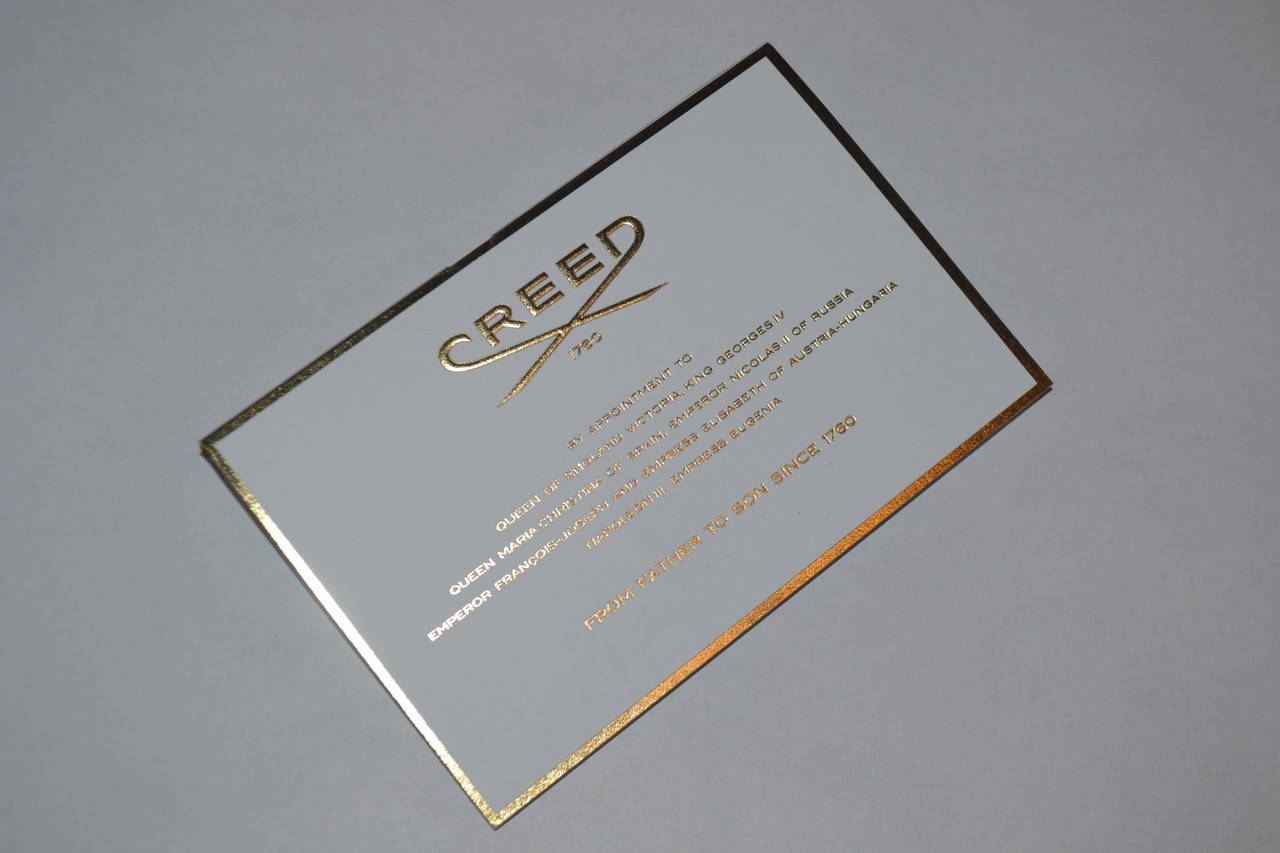 CREED
1760
BY APPOINTMENT TO
QUEEN OF ENGLAND VICTORIA, KING GEORGES IV
QUEEN MARIA-CHRISTINA OF SPAIN, EMPEROR NICOLAS II OF RUSSIA
EMPEROR FRANÇOIS-JOSEPH AND EMPRESS ELISABETH OF AUSTRIA-HUNGARIA
NAPOLEON III, EMPRESS EUGENIA
FROM FATHER TO SON SINCE 1760